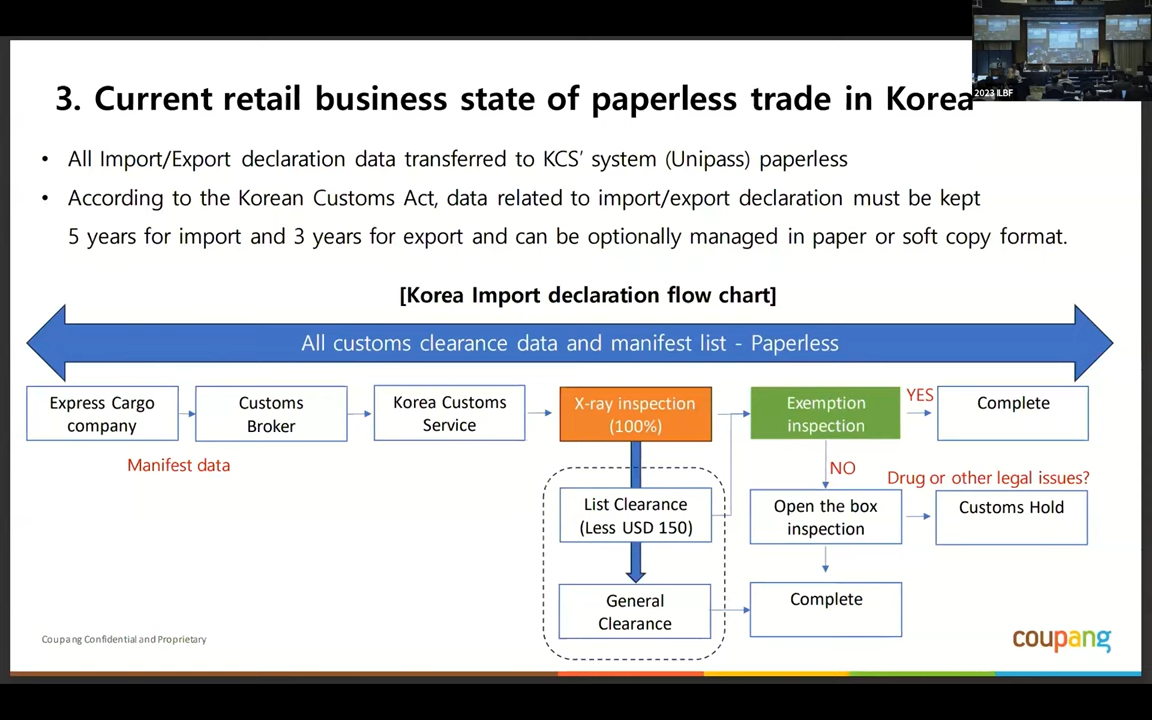 2023 ILBF
3. Current retail business state of paperless trade in Korea
• All Import/Export declaration data transferred to KCS' system (Unipass) paperless
• According to the Korean Customs Act, data related to import/export declaration must be kept
5 years for import and 3 years for export and can be optionally managed in paper or soft copy format.
[Korea Import declaration flow chart]
All customs clearance data and manifest list - Paperless
Express Cargo
company
Customs
Broker
Korea Customs
Service
X-ray inspection
(100%)
Exemption
inspection
YES
Complete
Manifest data
NO
Drug or other legal issues?
List Clearance
(Less USD 150)
Open the box
inspection
Customs Hold
General
Clearance
Complete
Coupang Confidential and Proprietary
coupang